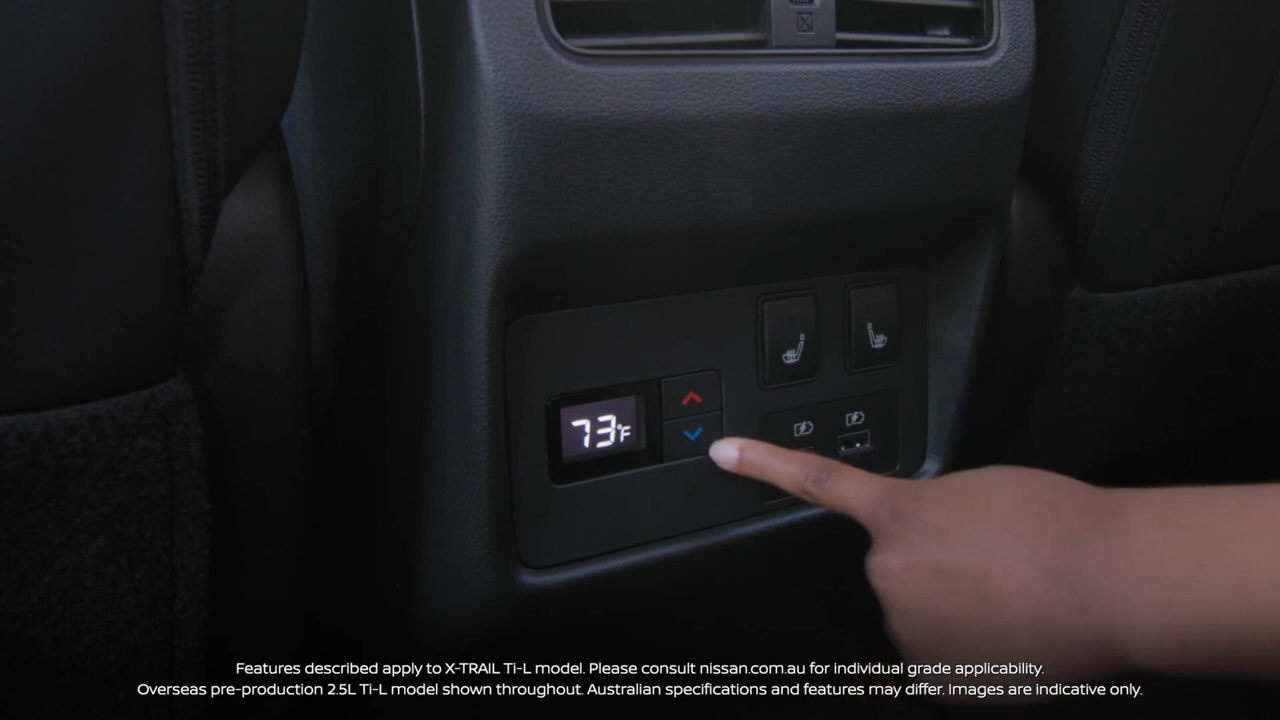 73°F
Features described apply to X-TRAIL Ti-L model. Please consult nissan.com.au for individual grade applicability.
Overseas pre-production 2.5L Ti-L model shown throughout. Australian specifications and features may differ. Images are indicative only.